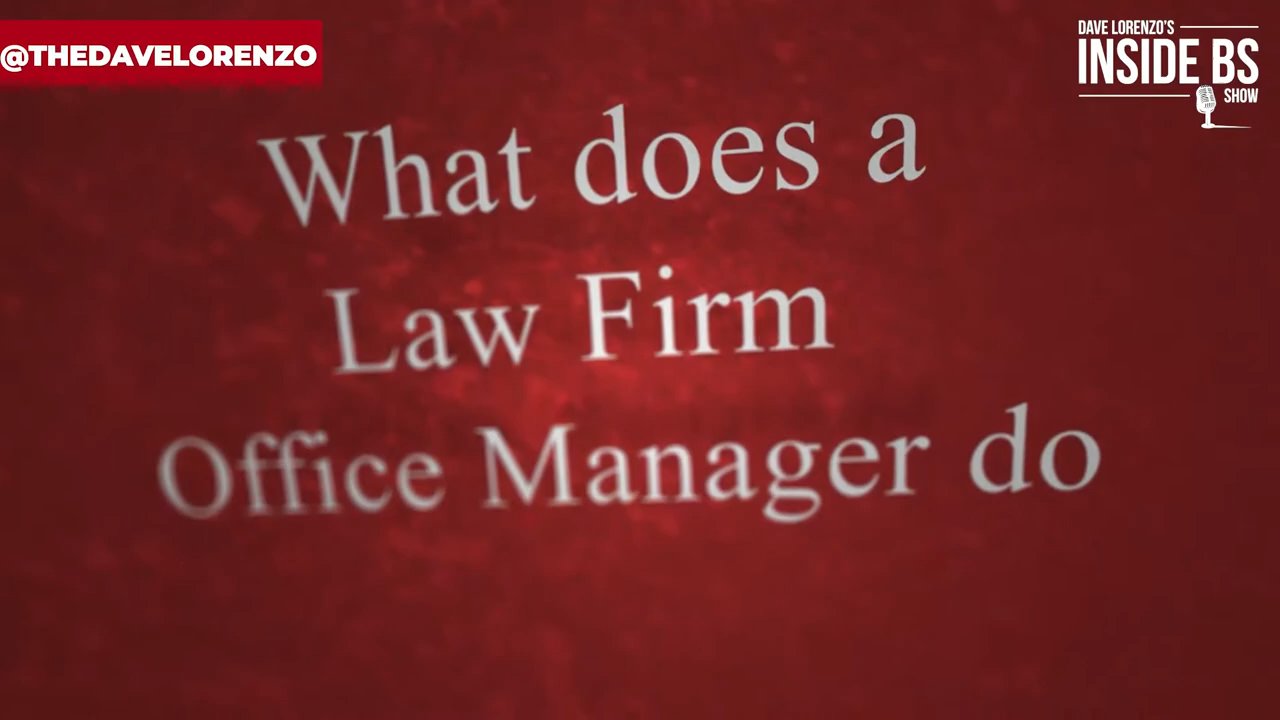 @THEDAVELORENZO
DAVE LORENZO'S
INSIDE BS
SHOW
What does a
Law Firm
Office Manager do